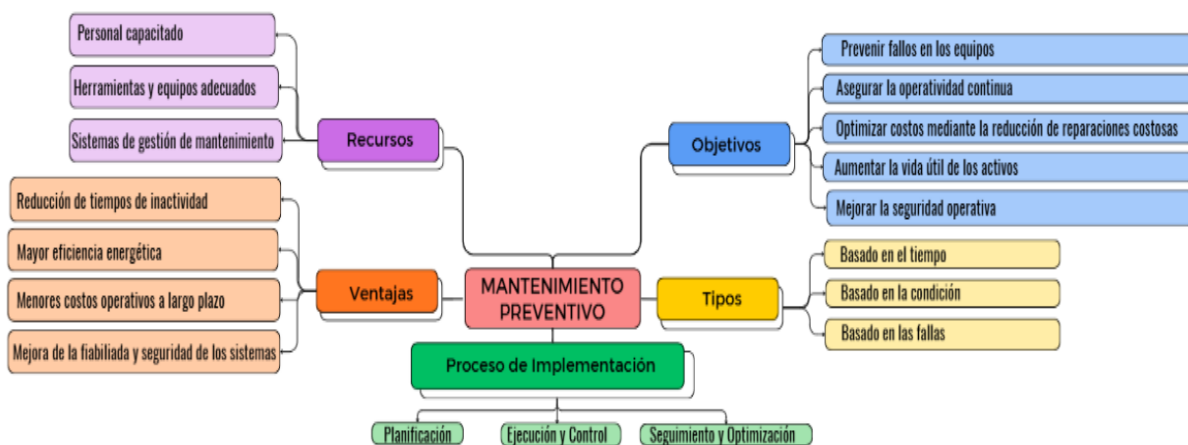 Personal capacitado
Herramientas y equipos adecuados
Sistemas de gestión de mantenimiento
Recursos
Reducción de tiempos de inactividad
Mayor eficiencia energética
Menores costos operativos a largo plazo
Mejora de la fiabiliada y seguridad de los sistemas
Ventajas
MANTENIMIENTO
PREVENTIVO
Objetivos
Prevenir fallos en los equipos
Asegurar la operatividad continua
Optimizar costos mediante la reducción de reparaciones costosas
Aumentar la vida útil de los activos
Mejorar la seguridad operativa
Tipos
Basado en el tiempo
Basado en la condición
Basado en las fallas
Proceso de Implementación
Planificación
Ejecución y Control
Seguimiento y Optimización